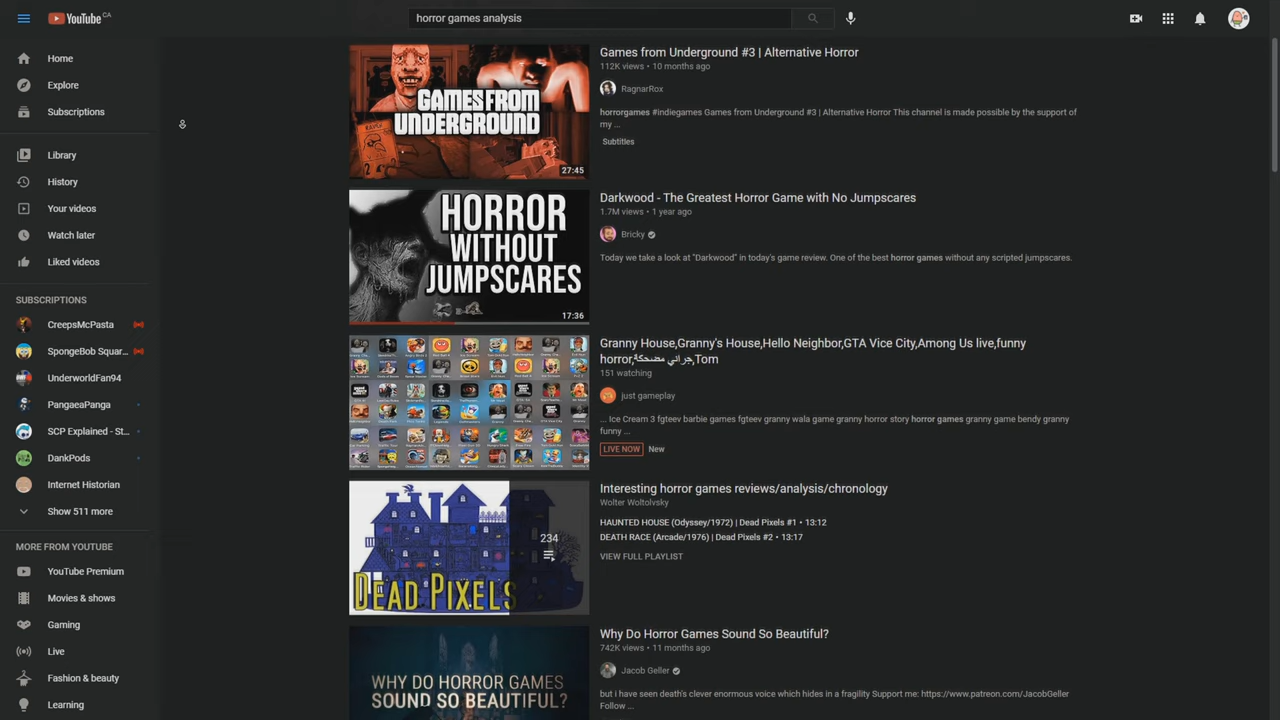 YouTube CA
horror games analysis
Home
Explore
Subscriptions
Library
History
Your videos
Watch later
Liked videos
SUBSCRIPTIONS
CreepsMcPasta
SpongeBob Squar...
UnderworldFan94
PangaeaPanga
SCP Explained - St...
DankPods
Internet Historian
Show 511 more
MORE FROM YOUTUBE
YouTube Premium
Movies & shows
Gaming
Live
Fashion & beauty
Learning
GAMES FROM
UNDERGROUND
27:45
Games from Underground #3 | Alternative Horror
112K views • 10 months ago
RagnarRox
horrorgames #indiegames Games from Underground #3 | Alternative Horror This channel is made possible by the support of
my ...
Subtitles
HORROR
WITHOUT
JUMPSCARES
17:36
Darkwood - The Greatest Horror Game with No Jumpscares
1.7M views • 1 year ago
Bricky
Today we take a look at "Darkwood" in today's game review. One of the best horror games without any scripted jumpscares.
Granny House,Granny's House,Hello Neighbor,GTA Vice City,Among Us live,funny
horror,جراني مضحكة,Tom
151 watching
just gameplay
... Ice Cream 3 fgteev barbie games fgteev granny wala game granny horror story horror games granny game bendy granny
funny ...
LIVE NOW New
DEAD PIXELS
234
Interesting horror games reviews/analysis/chronology
Wolter Woltolvsky
HAUNTED HOUSE (Odyssey/1972) | Dead Pixels #1 • 13:12
DEATH RACE (Arcade/1976) | Dead Pixels #2 • 13:17
VIEW FULL PLAYLIST
WHY DO HORROR GAMES
SOUND SO BEAUTIFUL?
Why Do Horror Games Sound So Beautiful?
742K views • 11 months ago
Jacob Geller
but i have seen death's clever enormous voice which hides in a fragility Support me: https://www.patreon.com/JacobGeller
Follow ...